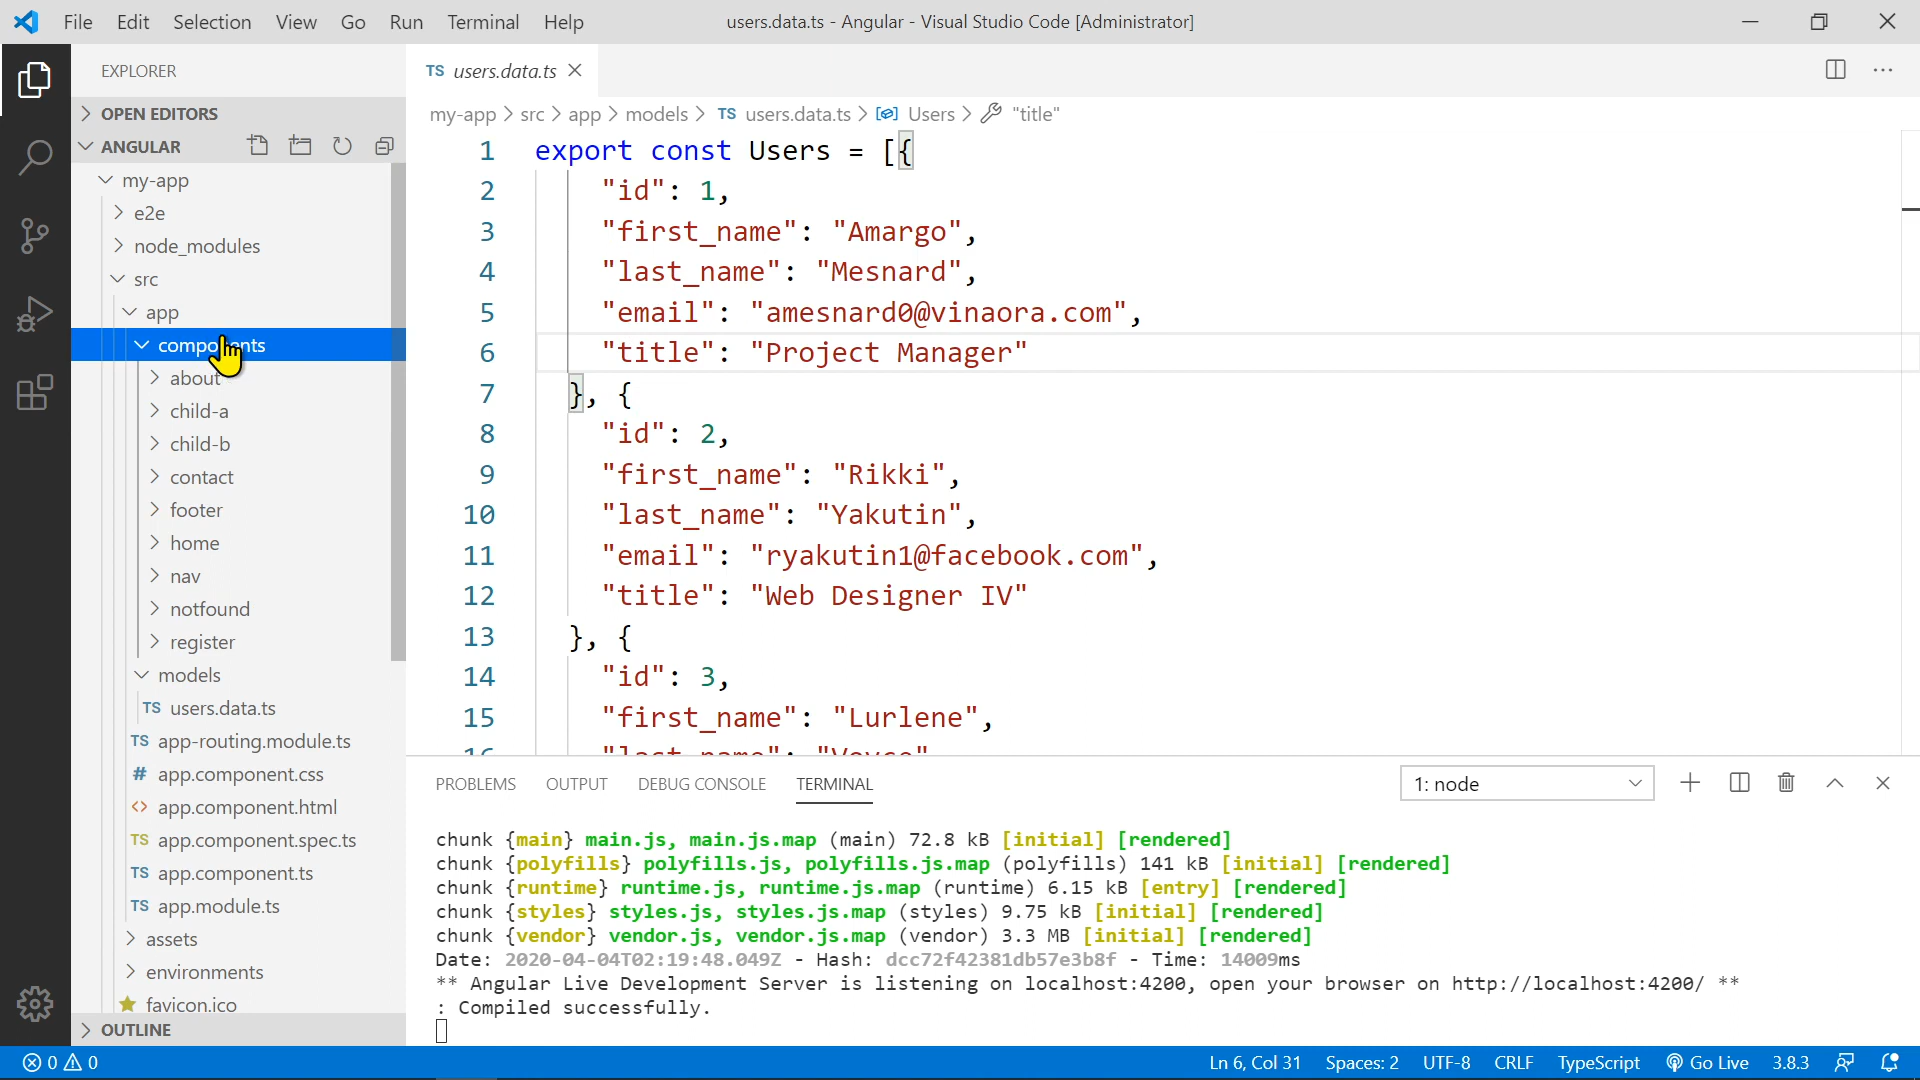 File Edit Selection View Go Run Terminal Help
users.data.ts - Angular - Visual Studio Code [Administrator]
EXPLORER
OPEN EDITORS
ANGULAR
my-app
e2e
node_modules
src
app
components
about
child-a
child-b
contact
footer
home
nav
notfound
register
models
TS users.data.ts
TS app-routing.module.ts
# app.component.css
<> app.component.html
TS app.component.spec.ts
TS app.component.ts
TS app.module.ts
assets
environments
favicon.ico
OUTLINE
TS users.data.ts
my-app > src > app > models > TS users.data.ts > Users > "title"
1 export const Users = [{
2 "id": 1,
3 "first_name": "Amargo",
4 "last_name": "Mesnard",
5 "email": "amesnard0@vinaora.com",
6 "title": "Project Manager"
7 }, {
8 "id": 2,
9 "first_name": "Rikki",
10 "last_name": "Yakutin",
11 "email": "ryakutin1@facebook.com",
12 "title": "Web Designer IV"
13 }, {
14 "id": 3,
15 "first_name": "Lurlene",
16 "last_name": "Voyce"
PROBLEMS OUTPUT DEBUG CONSOLE TERMINAL
1: node
chunk {main} main.js, main.js.map (main) 72.8 kB [initial] [rendered]
chunk {polyfills} polyfills.js, polyfills.js.map (polyfills) 141 kB [initial] [rendered]
chunk {runtime} runtime.js, runtime.js.map (runtime) 6.15 kB [entry] [rendered]
chunk {styles} styles.js, styles.js.map (styles) 9.75 kB [initial] [rendered]
chunk {vendor} vendor.js, vendor.js.map (vendor) 3.3 MB [initial] [rendered]
Date: 2020-04-04T02:19:48.049Z - Hash: dcc72f42381db57e3b8f - Time: 14009ms
** Angular Live Development Server is listening on localhost:4200, open your browser on http://localhost:4200/ **
: Compiled successfully.
0 0
Ln 6, Col 31 Spaces: 2 UTF-8 CRLF TypeScript Go Live 3.8.3